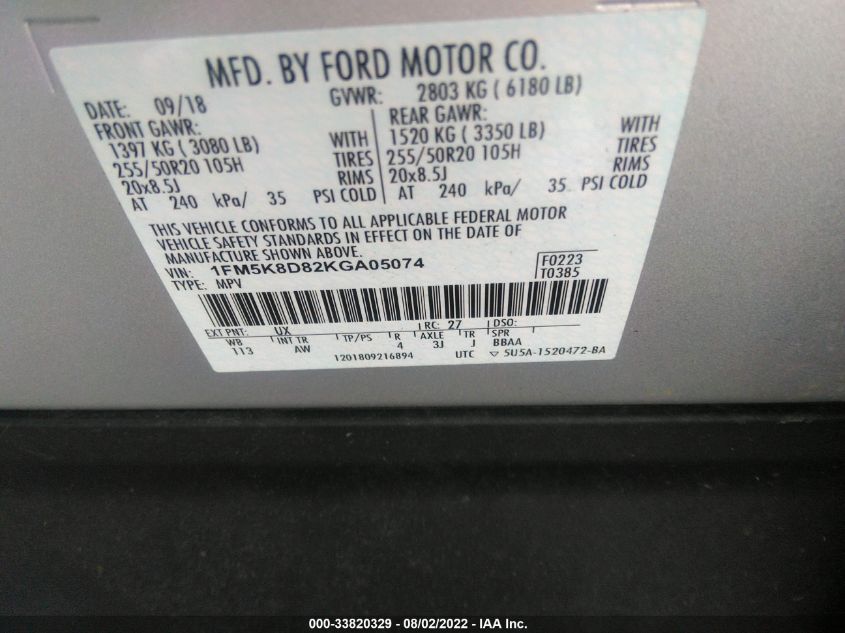 MFD. BY FORD MOTOR CO.
DATE: 09/18 GVWR: 2803 KG ( 6180 LB)
FRONT GAWR: REAR GAWR:
1397 KG ( 3080 LB) WITH 1520 KG ( 3350 LB) WITH
255/50R20 105H TIRES 255/50R20 105H TIRES
20x8.5J RIMS 20x8.5J RIMS
AT 240 kPa/ 35 PSI COLD AT 240 kPa/ 35 PSI COLD
THIS VEHICLE CONFORMS TO ALL APPLICABLE FEDERAL MOTOR
VEHICLE SAFETY STANDARDS IN EFFECT ON THE DATE OF
MANUFACTURE SHOWN ABOVE.
VIN: 1FM5K8D82KGA05074 F0223
TYPE: MPV T0385
EXT PNT: UX RC: 27 DSO:
WB INT TR TP/PS R AXLE TR SPR
113 AW 4 3J J BBAA
1201809216894 UTC ▽ 5U5A-1520472-BA
000-33820329 - 08/02/2022 - IAA Inc.